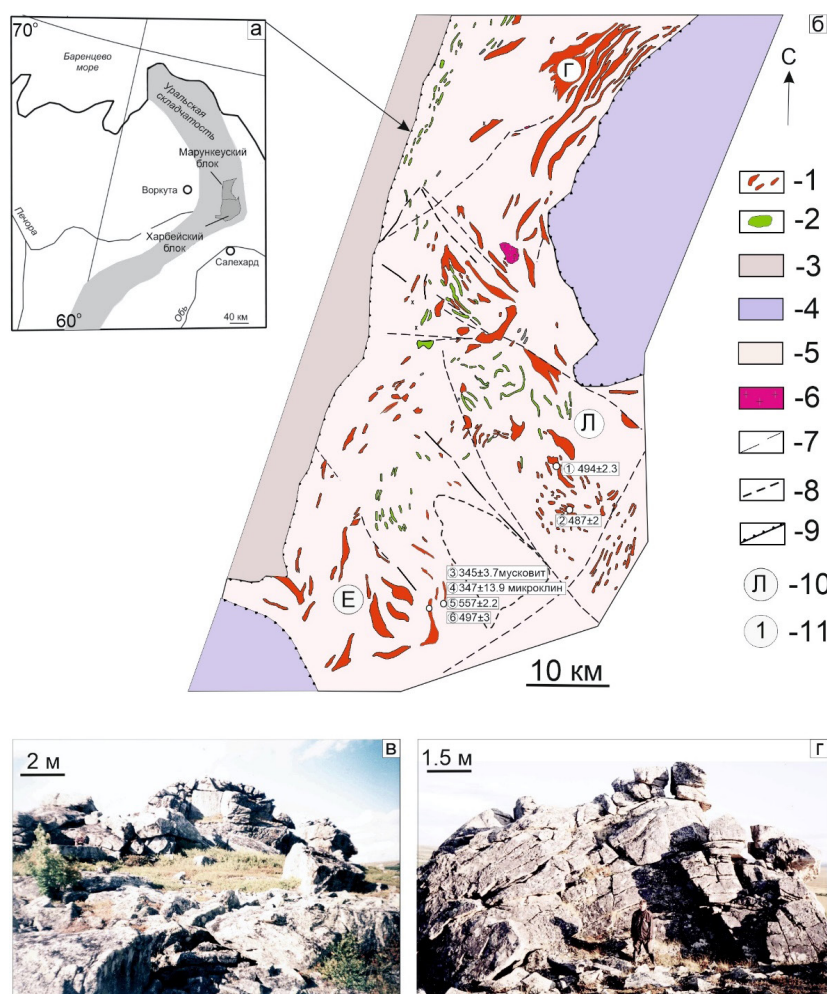 70°
а
Баренцево
море
Уральская
складчатость
Марункеуский
блок
Воркута
Печора
Харбейский
блок
Салехард
Обь
60°
40 км
б
С
Г
Л
① 494±2.3
② 487±2
③ 345±3.7мусковит
④ 347±13.9 микроклин
⑤ 557±2.2
⑥ 497±3
Е
10 км
-1
-2
-3
-4
-5
-6
-7
-8
-9
Л -10
1 -11
2 м
в
1.5 м
г